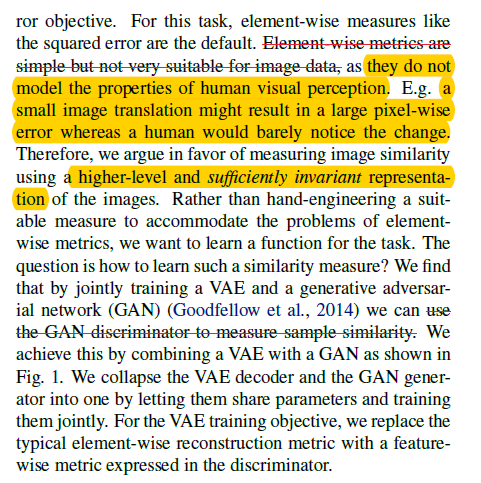 ror objective. For this task, element-wise measures like
the squared error are the default. Element-wise metrics are
simple but not very suitable for image data, as they do not
model the properties of human visual perception. E.g. a
small image translation might result in a large pixel-wise
error whereas a human would barely notice the change.
Therefore, we argue in favor of measuring image similarity
using a higher-level and sufficiently invariant representa-
tion of the images. Rather than hand-engineering a suit-
able measure to accommodate the problems of element-
wise metrics, we want to learn a function for the task. The
question is how to learn such a similarity measure? We find
that by jointly training a VAE and a generative adversar-
ial network (GAN) (Goodfellow et al., 2014) we can use
the GAN discriminator to measure sample similarity. We
achieve this by combining a VAE with a GAN as shown in
Fig. 1. We collapse the VAE decoder and the GAN gener-
ator into one by letting them share parameters and training
them jointly. For the VAE training objective, we replace the
typical element-wise reconstruction metric with a feature-
wise metric expressed in the discriminator.